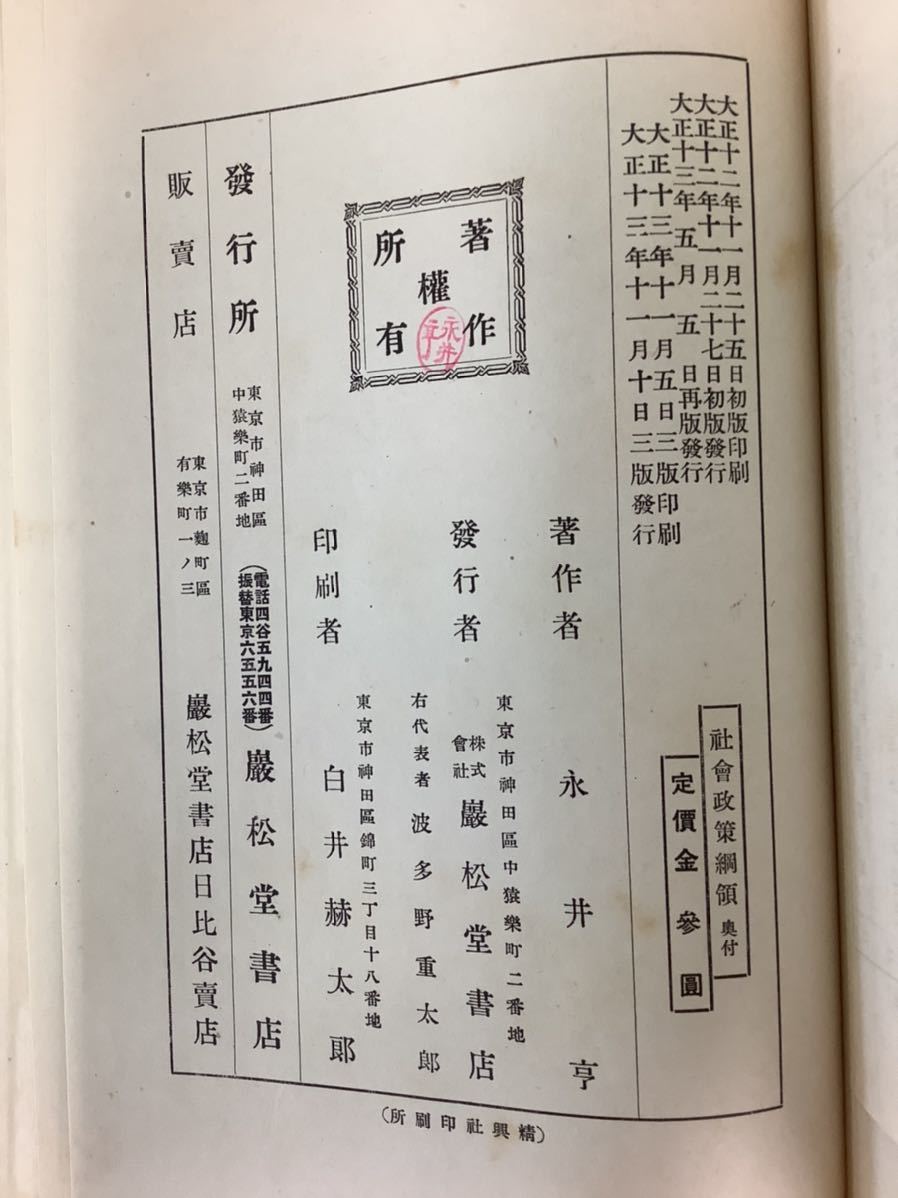 大正十二年十一月二十五日初版印刷
大正十二年十一月二十七日初版發行
大正十三年五月五日再版發行
大正十三年十一月五日三版印刷
大正十三年十一月十日三版發行
社會政策綱領 奥付
定價金參圓
著作
權
所有
永井
著作者
永井亨
發行者
東京市神田區中猿樂町二番地
株式會社 巖松堂書店
右代表者 波多野重太郎
印刷者
東京市神田區錦町三丁目十八番地
白井赫太郎
發行所
東京市神田區
中猿樂町二番地
(電話四谷五九四四番
振替東京六五五六番)
巖松堂書店
販賣店
東京市麴町區
有樂町一ノ三
巖松堂書店日比谷賣店
(精興社印刷所)